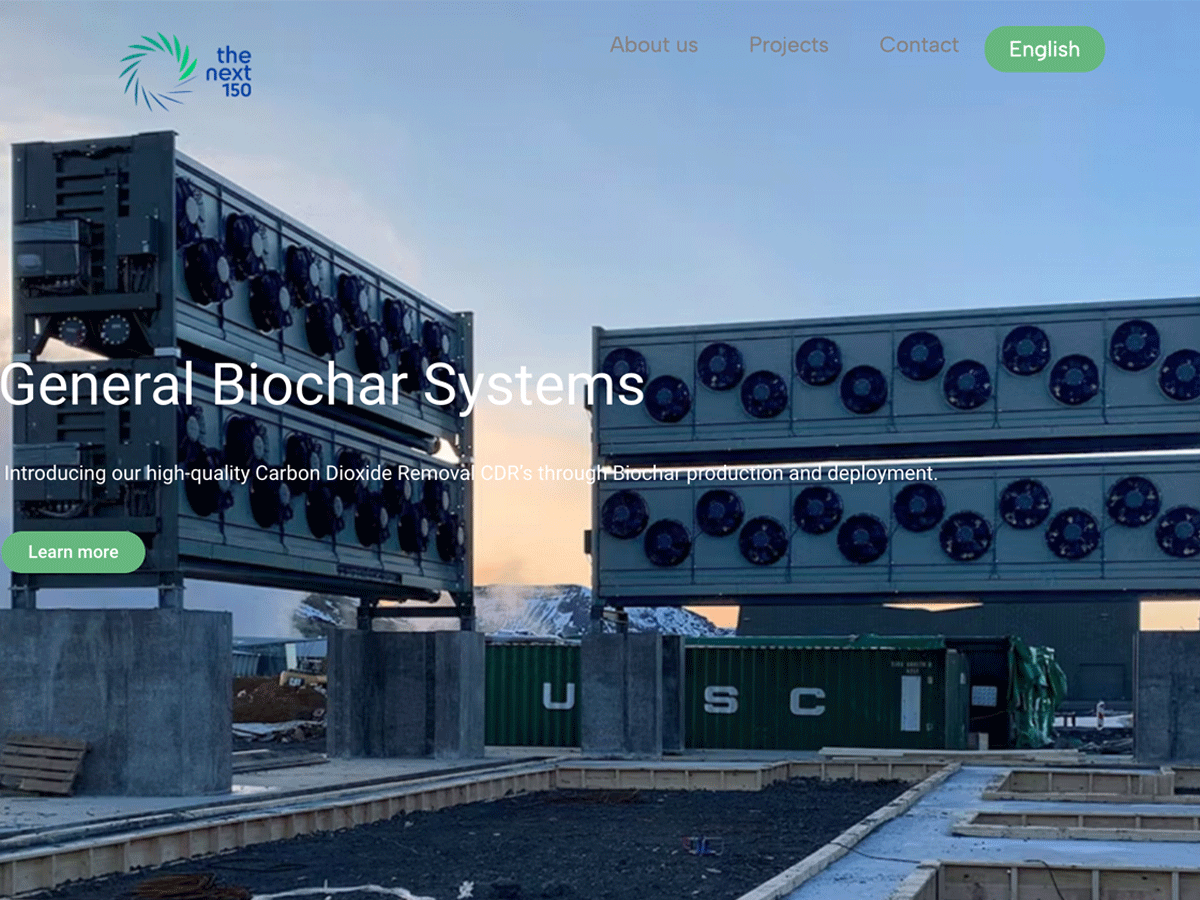 the
next
150
About us
Projects
Contact
English
General Biochar Systems
Introducing our high-quality Carbon Dioxide Removal CDR's through Biochar production and deployment.
Learn more
U S C